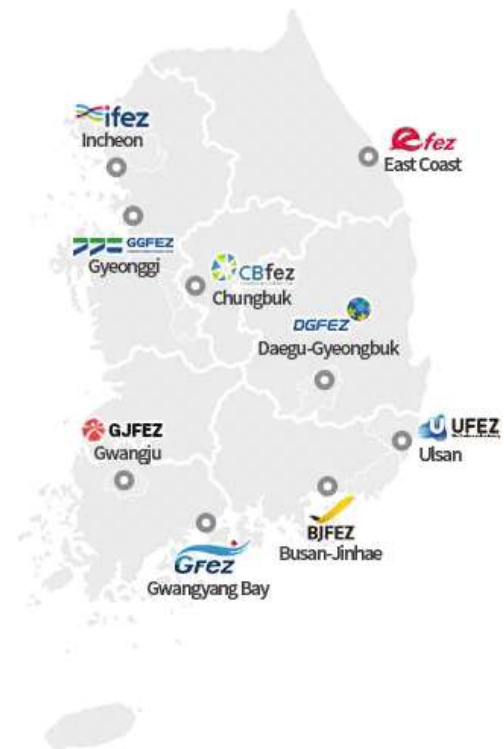 ifez
Incheon
efez
East Coast
GGFEZ
Gyeonggi
CBfez
Chungbuk
DGFEZ
Daegu-Gyeongbuk
GJFEZ
Gwangju
UFEZ
Ulsan
BJFEZ
Busan-Jinhae
GFEZ
Gwangyang Bay